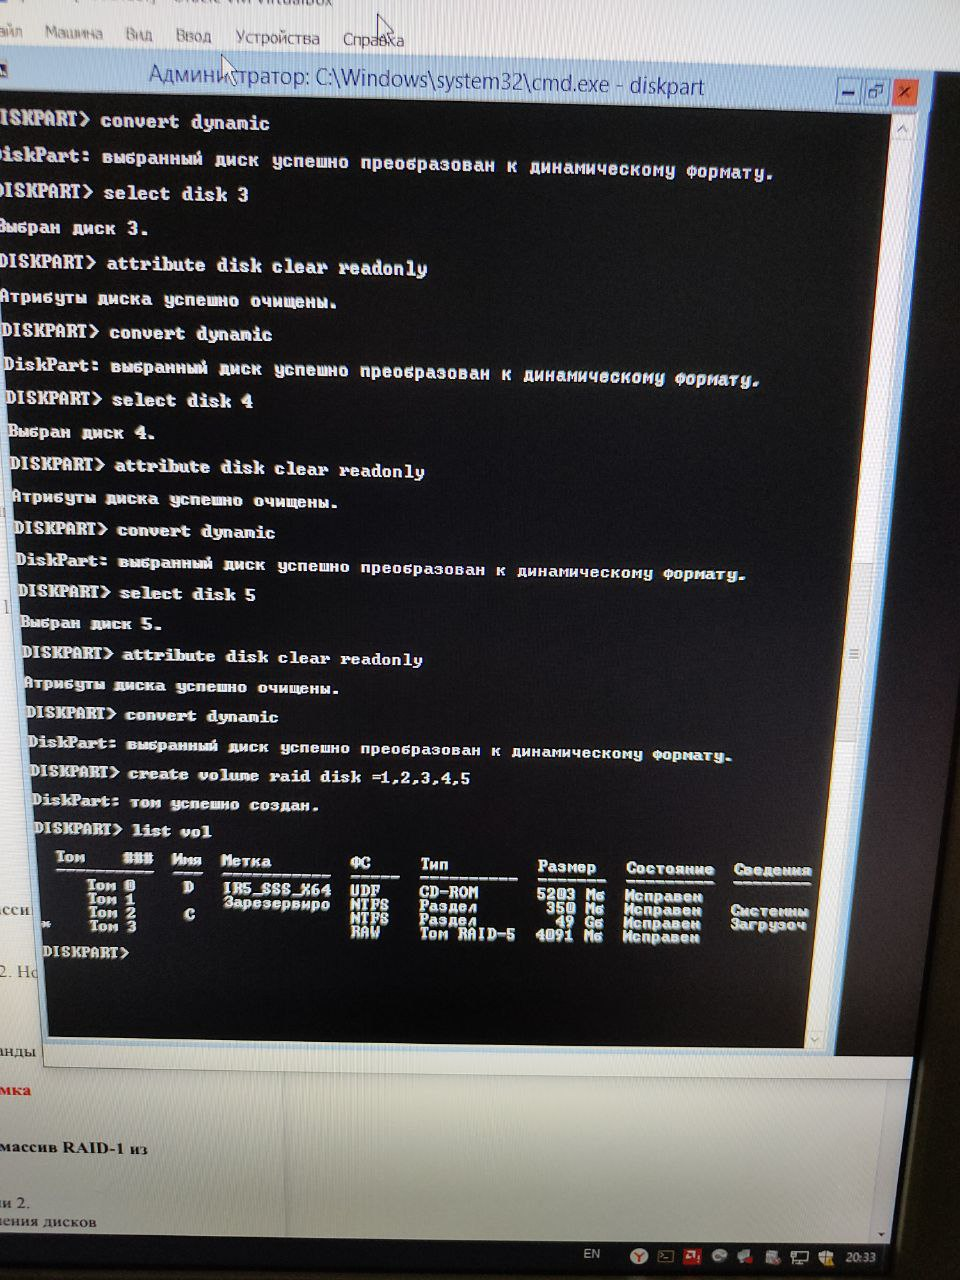 Машина Вид Ввод Устройства Справка
Администратор: C:\Windows\system32\cmd.exe - diskpart
ISKPART> convert dynamic
iskPart: выбранный диск успешно преобразован к динамическому формату.
DISKPART> select disk 3
Выбран диск 3.
DISKPART> attribute disk clear readonly
Атрибуты диска успешно очищены.
DISKPART> convert dynamic
DiskPart: выбранный диск успешно преобразован к динамическому формату.
DISKPART> select disk 4
Выбран диск 4.
DISKPART> attribute disk clear readonly
Атрибуты диска успешно очищены.
DISKPART> convert dynamic
DiskPart: выбранный диск успешно преобразован к динамическому формату.
DISKPART> select disk 5
Выбран диск 5.
DISKPART> attribute disk clear readonly
Атрибуты диска успешно очищены.
DISKPART> convert dynamic
DiskPart: выбранный диск успешно преобразован к динамическому формату.
DISKPART> create volume raid disk =1,2,3,4,5
DiskPart: том успешно создан.
DISKPART> list vol
Том ### Имя Метка ФС Тип Размер Состояние Сведения
Том 0 D IR5_SSS_X64 UDF CD-ROM 5203 Мб Исправен
Том 1 Зарезервиро NTFS Раздел 350 Мб Исправен Системны
Том 2 C NTFS Раздел 49 Gб Исправен Загрузоч
* Том 3 RAW Том RAID-5 4091 Мб Исправен
DISKPART>
2. Но
анды
мка
массив RAID-1 из
и 2.
ения дисков
EN 20:33